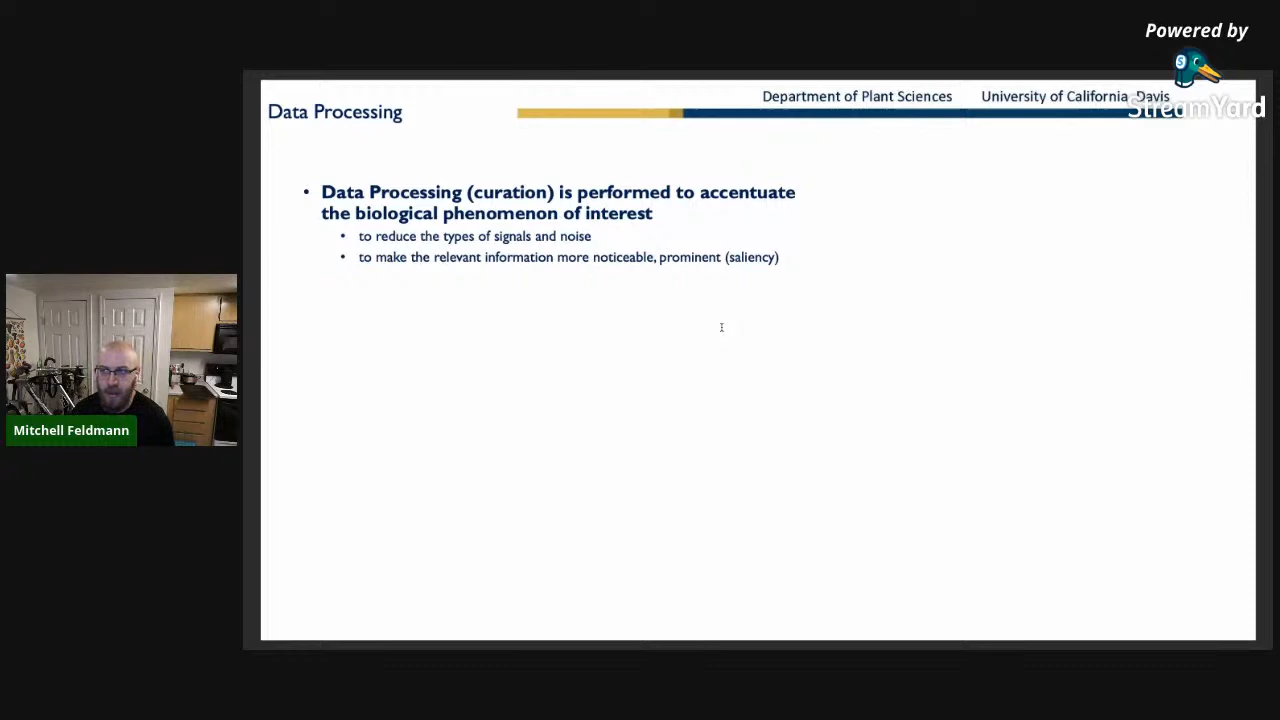 Powered by
StreamYard
Department of Plant Sciences University of California, Davis
Data Processing
• Data Processing (curation) is performed to accentuate
the biological phenomenon of interest
• to reduce the types of signals and noise
• to make the relevant information more noticeable, prominent (saliency)
Mitchell Feldmann